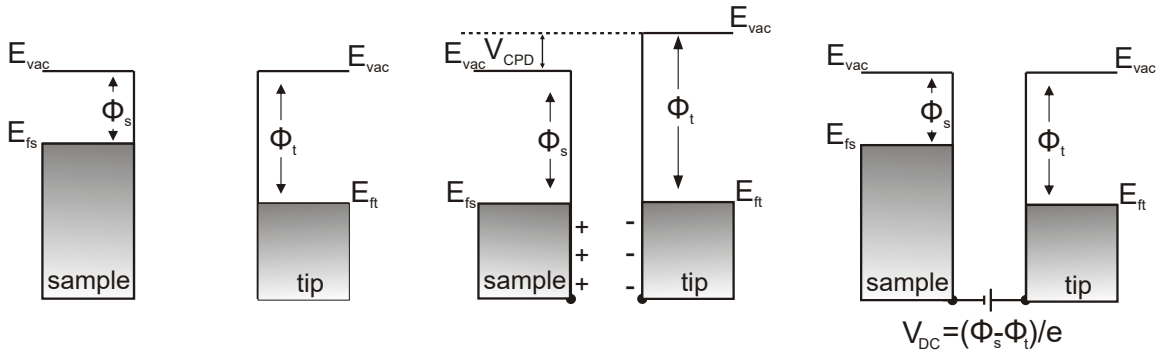 E_vac
Φ_s
E_fs
sample
E_vac
Φ_t
E_ft
tip
E_vac
V_CPD
Φ_s
E_fs
+
+
+
sample
E_vac
Φ_t
E_ft
-
-
-
tip
E_vac
Φ_s
E_fs
sample
E_vac
Φ_t
E_ft
tip
V_DC=(Φ_s-Φ_t)/e